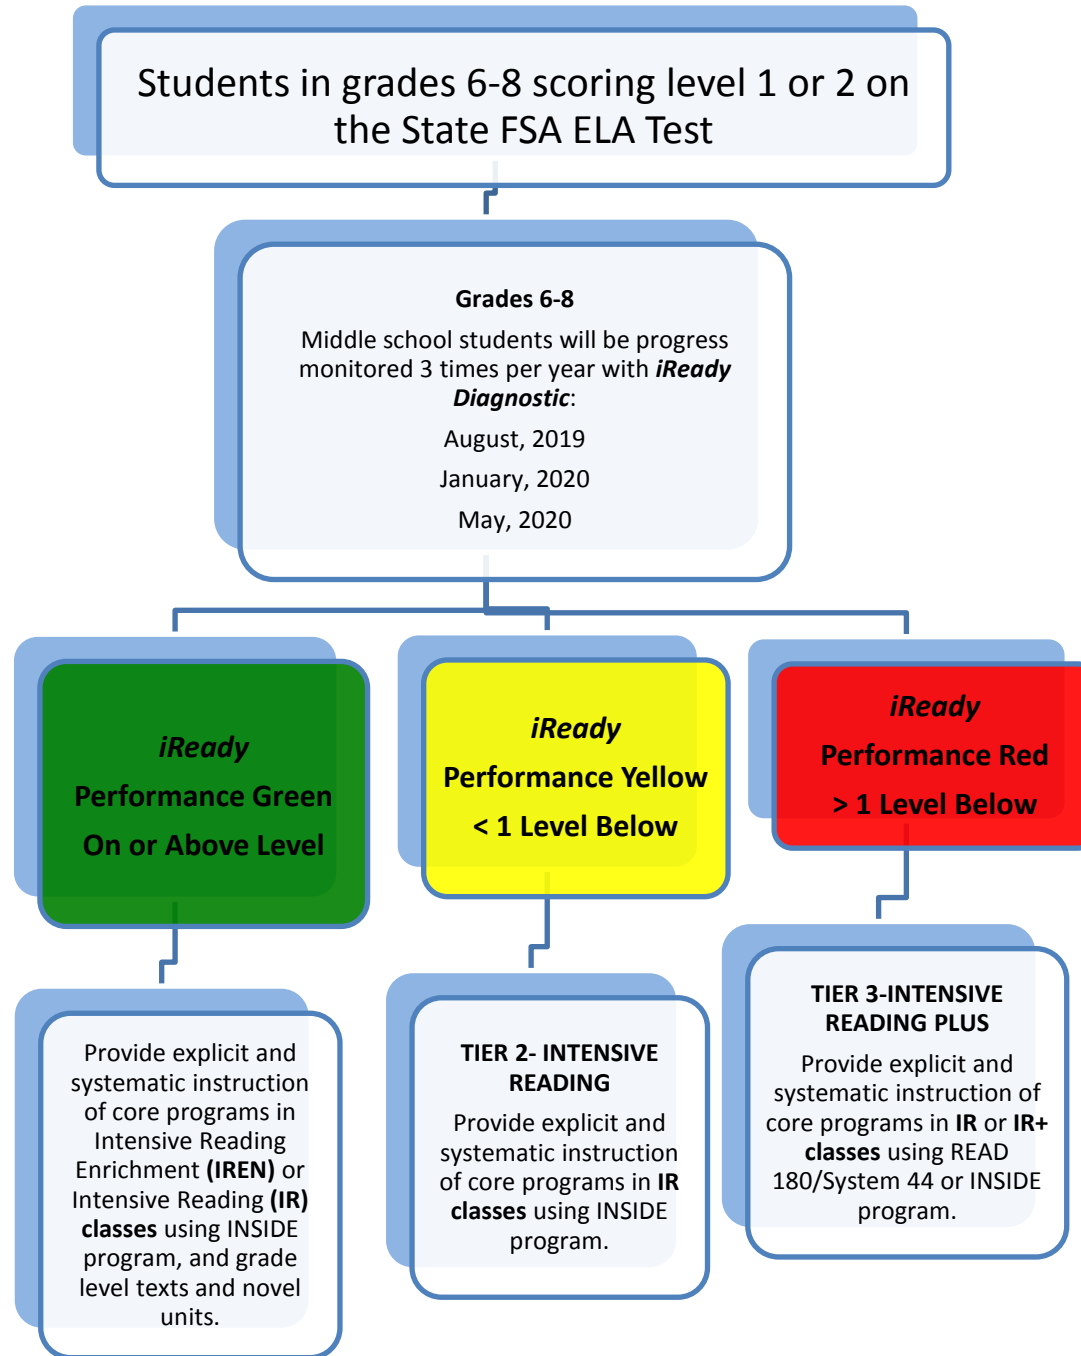 Students in grades 6-8 scoring level 1 or 2 on
the State FSA ELA Test
Grades 6-8
Middle school students will be progress
monitored 3 times per year with iReady
Diagnostic:
August, 2019
January, 2020
May, 2020
iReady
Performance Green
On or Above Level
iReady
Performance Yellow
< 1 Level Below
iReady
Performance Red
> 1 Level Below
Provide explicit and
systematic instruction
of core programs in
Intensive Reading
Enrichment (IREN) or
Intensive Reading (IR)
classes using INSIDE
program, and grade
level texts and novel
units.
TIER 2- INTENSIVE
READING
Provide explicit and
systematic instruction
of core programs in IR
classes using INSIDE
program.
TIER 3-INTENSIVE
READING PLUS
Provide explicit and
systematic instruction of
core programs in IR or IR+
classes using READ
180/System 44 or INSIDE
program.